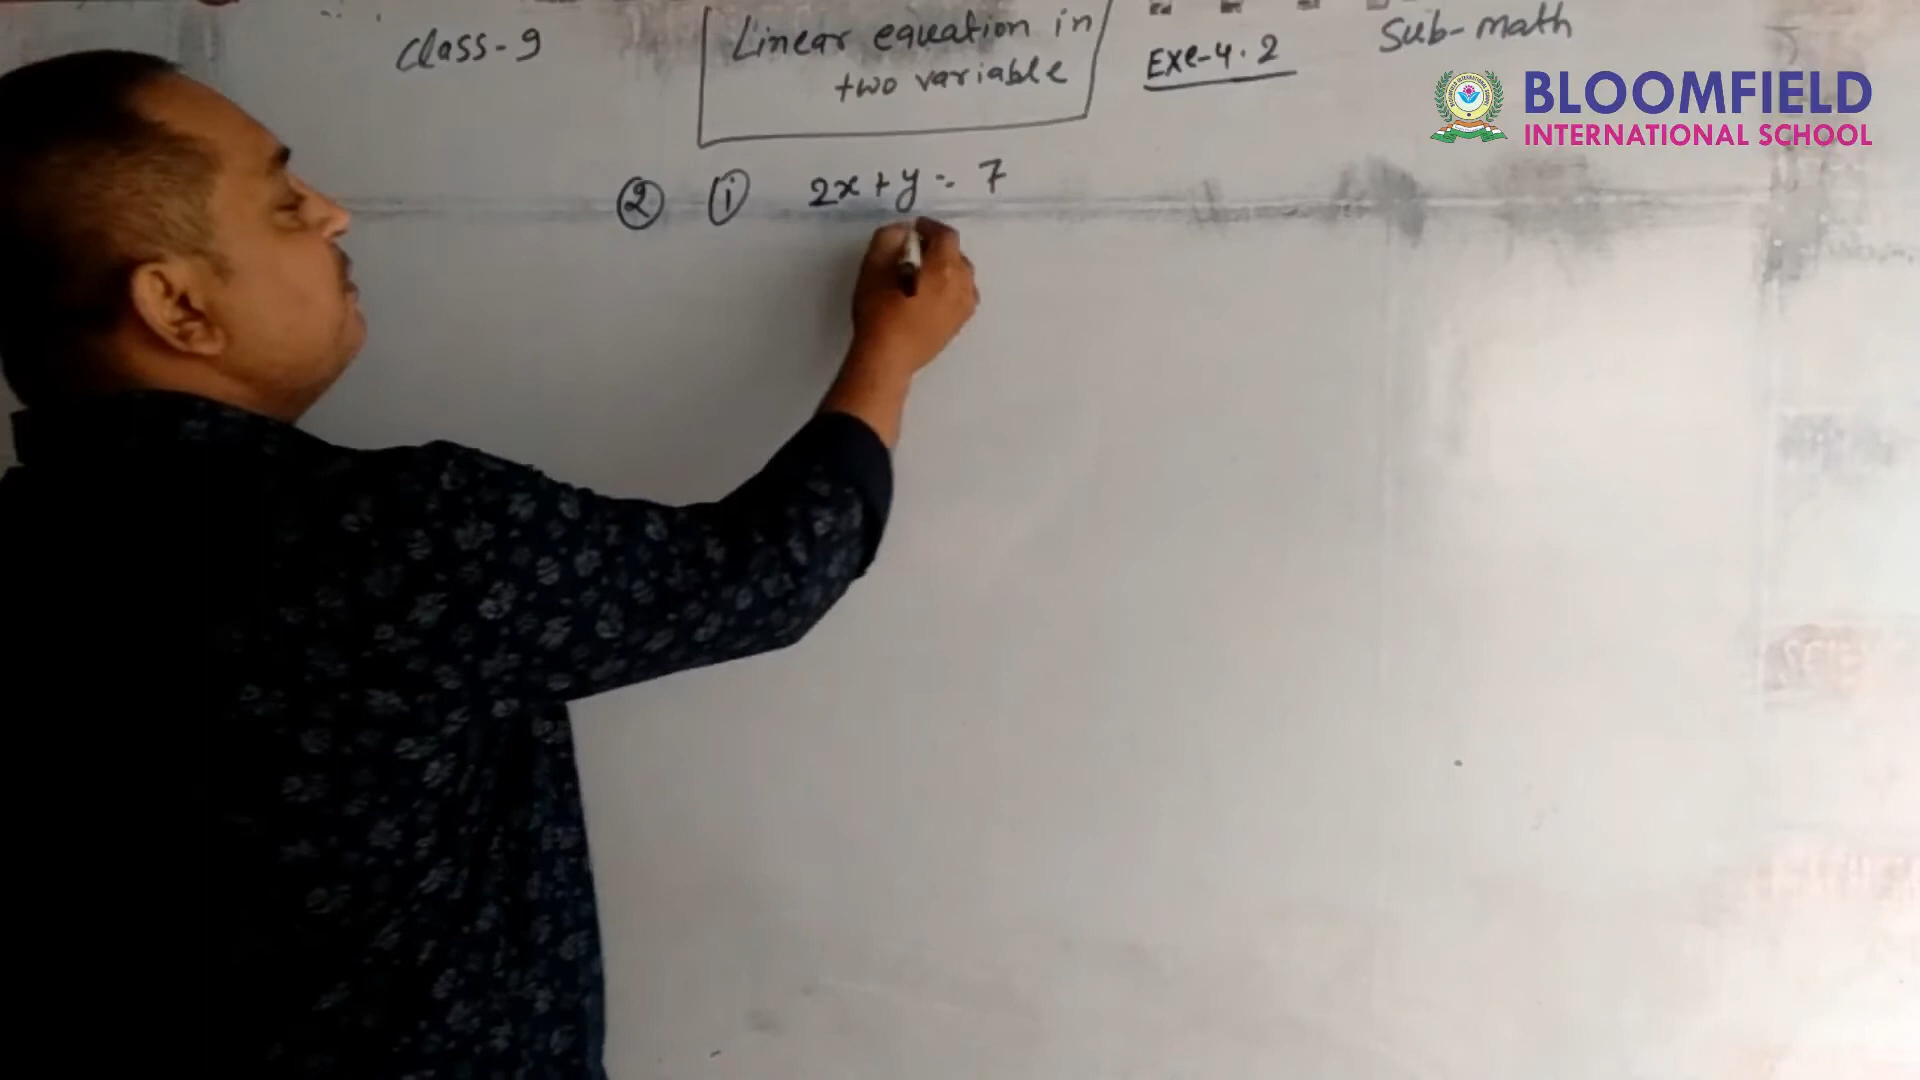 Class-9
Linear equation in
two variable
Exe-4.2
Sub-math
BLOOMFIELD
INTERNATIONAL SCHOOL
② ⓘ 2x+y = 7